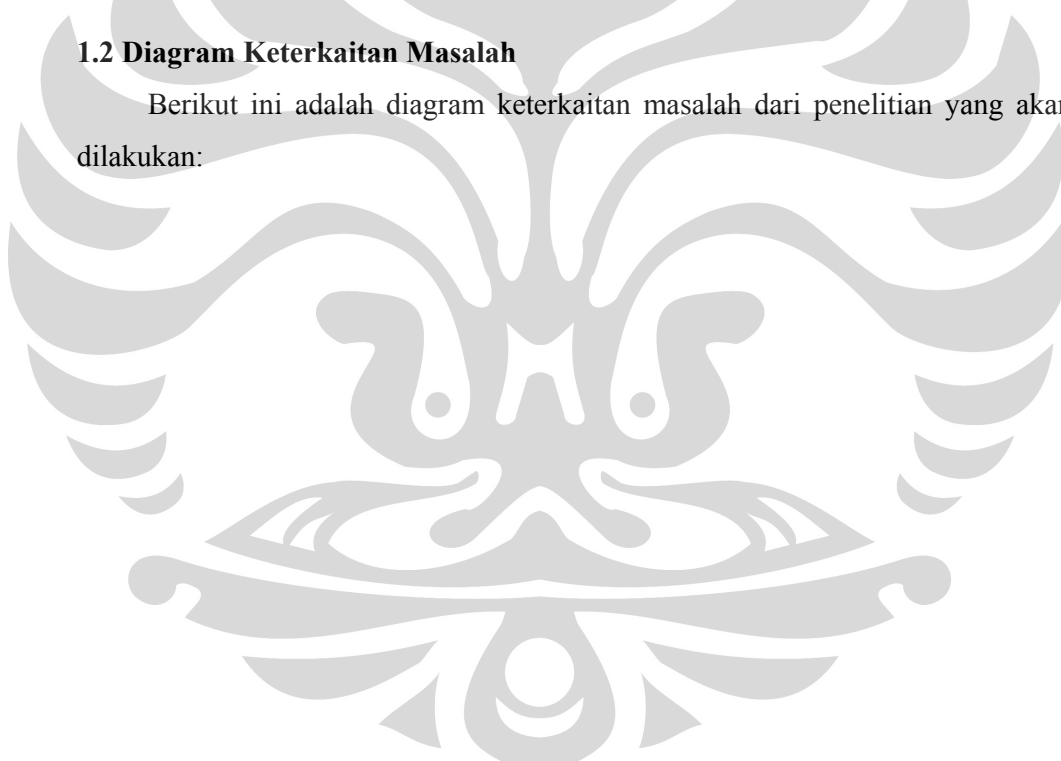 1.2 Diagram Keterkaitan Masalah
Berikut ini adalah diagram keterkaitan masalah dari penelitian yang akan
dilakukan: